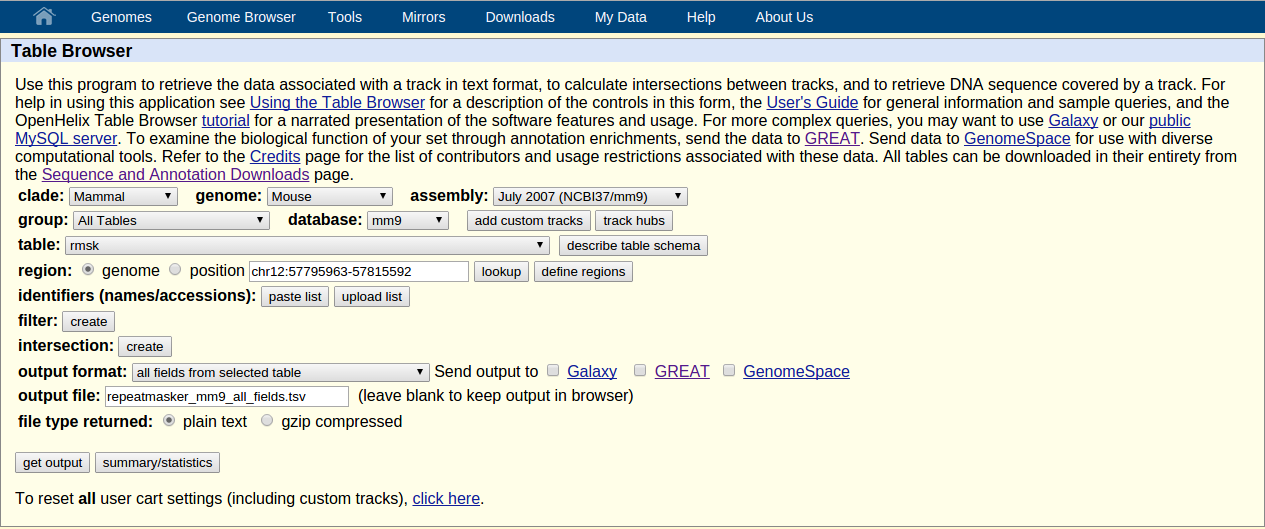 Genomes Genome Browser Tools Mirrors Downloads My Data Help About Us
Table Browser
Use this program to retrieve the data associated with a track in text format, to calculate intersections between tracks, and to retrieve DNA sequence covered by a track. For
help in using this application see Using the Table Browser for a description of the controls in this form, the User's Guide for general information and sample queries, and the
OpenHelix Table Browser tutorial for a narrated presentation of the software features and usage. For more complex queries, you may want to use Galaxy or our public
MySQL server. To examine the biological function of your set through annotation enrichments, send the data to GREAT. Send data to GenomeSpace for use with diverse
computational tools. Refer to the Credits page for the list of contributors and usage restrictions associated with these data. All tables can be downloaded in their entirety from
the Sequence and Annotation Downloads page.
clade: Mammal genome: Mouse assembly: July 2007 (NCBI37/mm9)
group: All Tables database: mm9 add custom tracks track hubs
table: rmsk describe table schema
region: genome position chr12:57795963-57815592 lookup define regions
identifiers (names/accessions): paste list upload list
filter: create
intersection: create
output format: all fields from selected table Send output to Galaxy GREAT GenomeSpace
output file: repeatmasker_mm9_all_fields.tsv (leave blank to keep output in browser)
file type returned: plain text gzip compressed
get output summary/statistics
To reset all user cart settings (including custom tracks), click here.